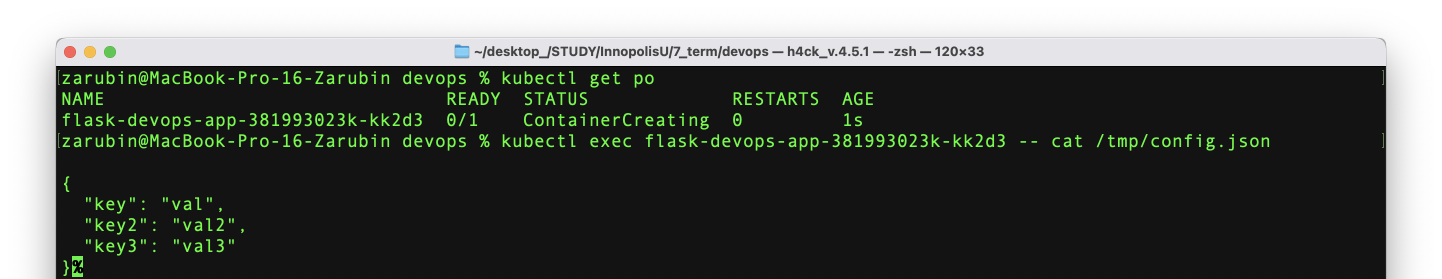 ~/desktop_/STUDY/InnopolisU/7_term/devops — h4ck_v.4.5.1 — -zsh — 120×33
[zarubin@MacBook-Pro-16-Zarubin devops % kubectl get po ]
NAME READY STATUS RESTARTS AGE
flask-devops-app-381993023k-kk2d3 0/1 ContainerCreating 0 1s
[zarubin@MacBook-Pro-16-Zarubin devops % kubectl exec flask-devops-app-381993023k-kk2d3 -- cat /tmp/config.json ]
{
"key": "val",
"key2": "val2",
"key3": "val3"
}%